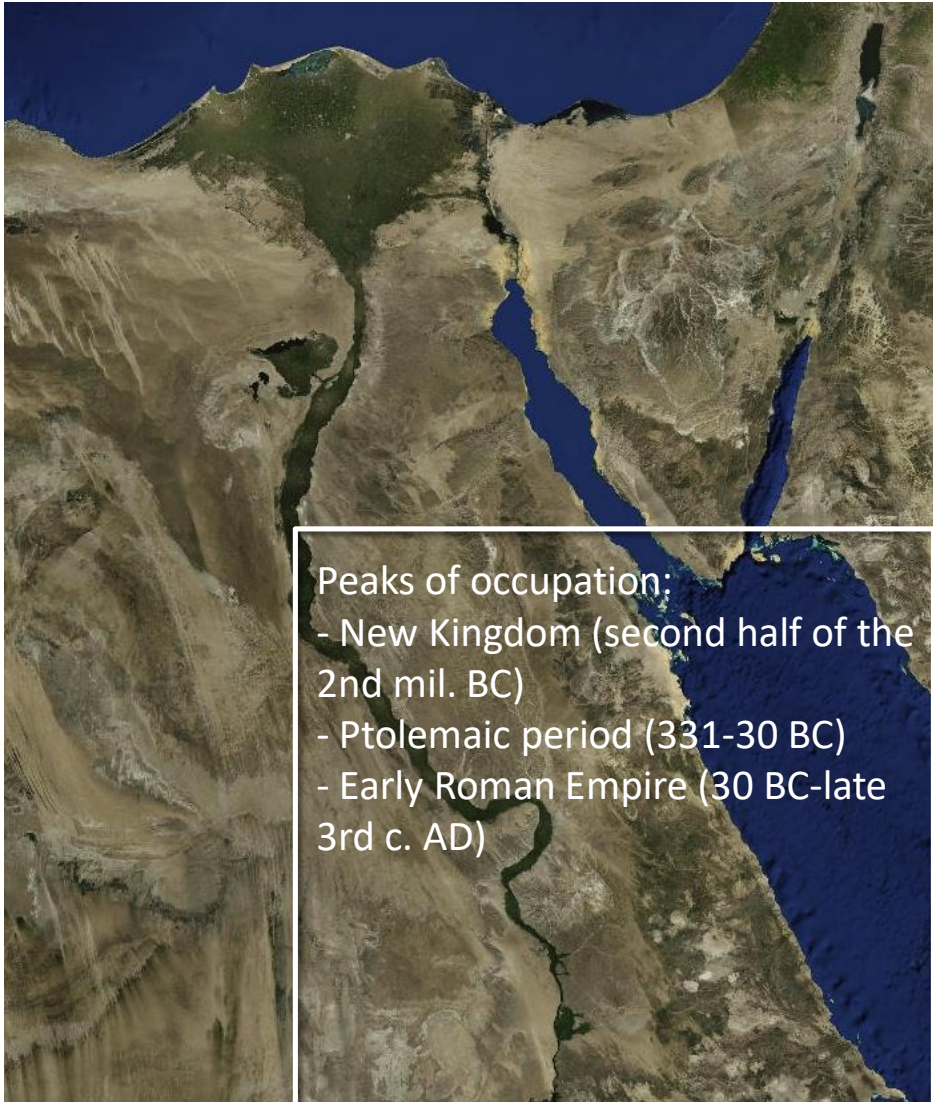 Peaks of occupation:
- New Kingdom (second half of the
2nd mil. BC)
- Ptolemaic period (331-30 BC)
- Early Roman Empire (30 BC-late
3rd c. AD)